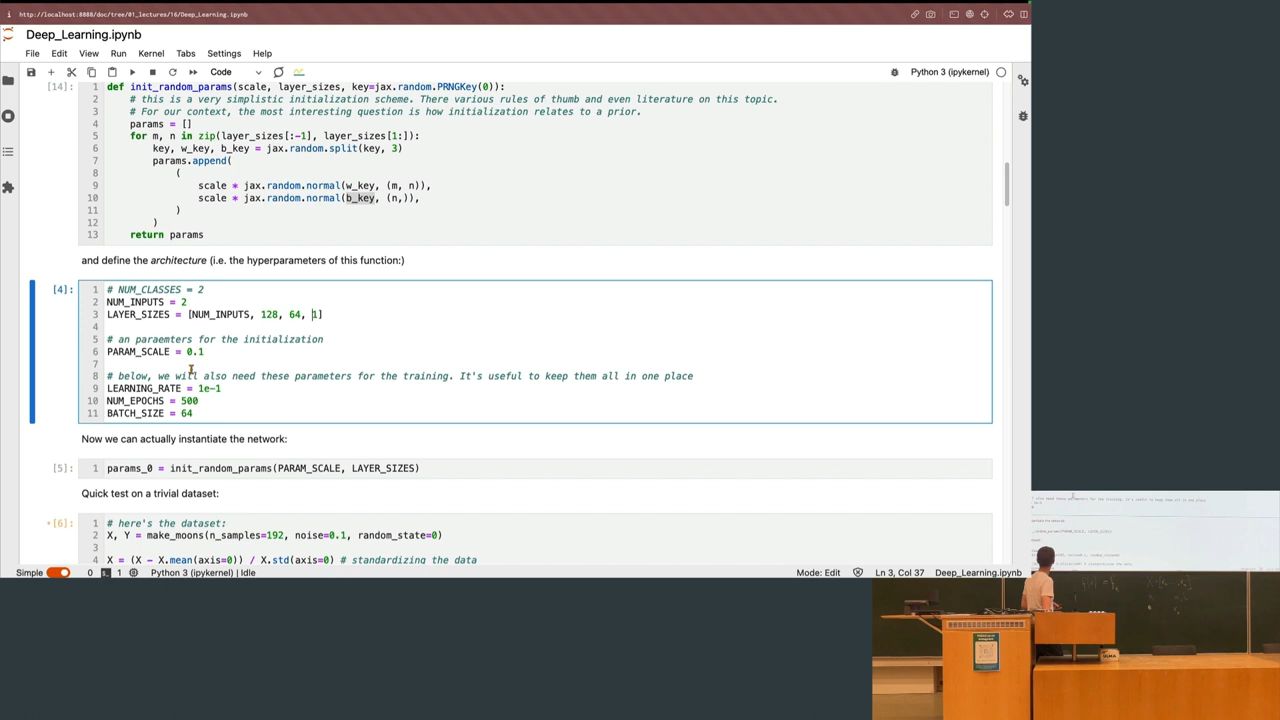 http://localhost:8888/doc/tree/01_lectures/16/Deep_Learning.ipynb
Deep_Learning.ipynb
File Edit View Run Kernel Tabs Settings Help
Code
Python 3 (ipykernel)
[14]:
1 def init_random_params(scale, layer_sizes, key=jax.random.PRNGKey(0)):
2 # this is a very simplistic initialization scheme. There various rules of thumb and even literature on this topic.
3 # For our context, the most interesting question is how initialization relates to a prior.
4 params = []
5 for m, n in zip(layer_sizes[:-1], layer_sizes[1:]):
6 key, w_key, b_key = jax.random.split(key, 3)
7 params.append(
8 (
9 scale * jax.random.normal(w_key, (m, n)),
10 scale * jax.random.normal(b_key, (n,)),
11 )
12 )
13 return params
and define the architecture (i.e. the hyperparameters of this function:)
[4]:
1 # NUM_CLASSES = 2
2 NUM_INPUTS = 2
3 LAYER_SIZES = [NUM_INPUTS, 128, 64, 1]
4
5 # an paraemters for the initialization
6 PARAM_SCALE = 0.1
7
8 # below, we will also need these parameters for the training. It's useful to keep them all in one place
9 LEARNING_RATE = 1e-1
10 NUM_EPOCHS = 500
11 BATCH_SIZE = 64
Now we can actually instantiate the network:
[5]:
1 params_0 = init_random_params(PARAM_SCALE, LAYER_SIZES)
Quick test on a trivial dataset:
•[6]:
1 # here's the dataset:
2 X, Y = make_moons(n_samples=192, noise=0.1, random_state=0)
3
4 X = (X - X.mean(axis=0)) / X.std(axis=0) # standardizing the data
Simple 0 1 Python 3 (ipykernel) | Idle
Mode: Edit Ln 3, Col 37 Deep_Learning.ipynb